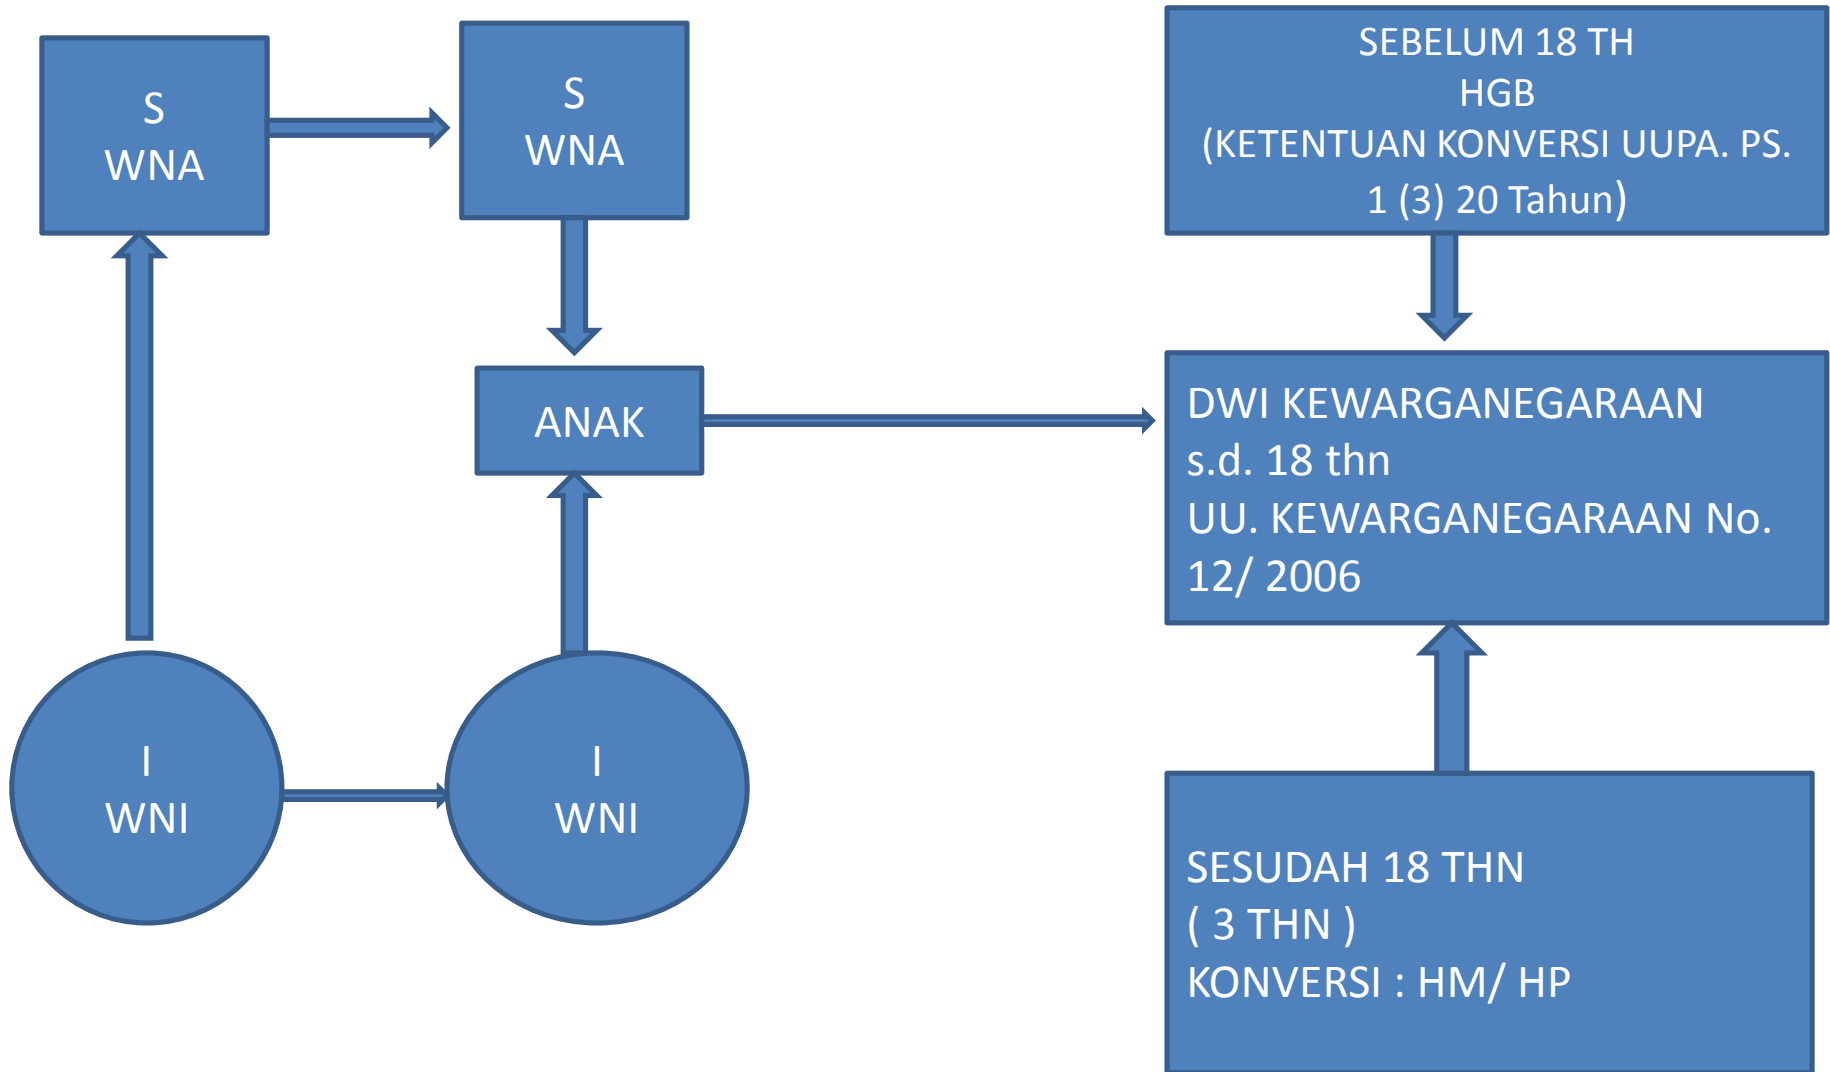 S
WNA
S
WNA
SEBELUM 18 TH
HGB
(KETENTUAN KONVERSI UUPA. PS.
1 (3) 20 Tahun)
ANAK
DWI KEWARGANEGARAAN
s.d. 18 thn
UU. KEWARGANEGARAAN No.
12/ 2006
I
WNI
I
WNI
SESUDAH 18 THN
( 3 THN )
KONVERSI : HM/ HP